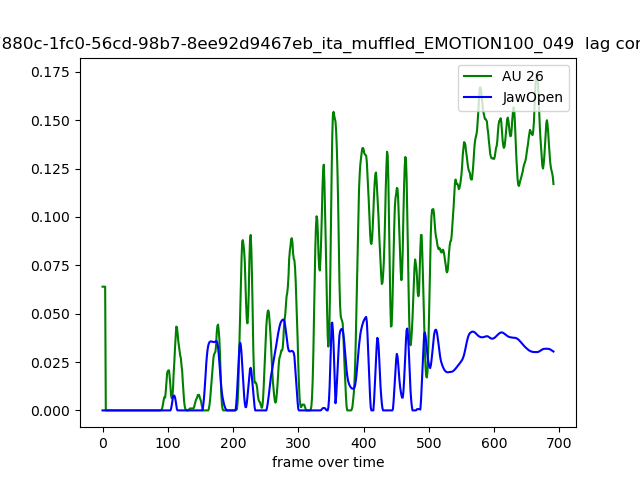 7880c-1fc0-56cd-98b7-8ee92d9467eb_ita_muffled_EMOTION100_049 lag cor
AU 26
JawOpen
0.175
0.150
0.125
0.100
0.075
0.050
0.025
0.000
0 100 200 300 400 500 600 700
frame over time